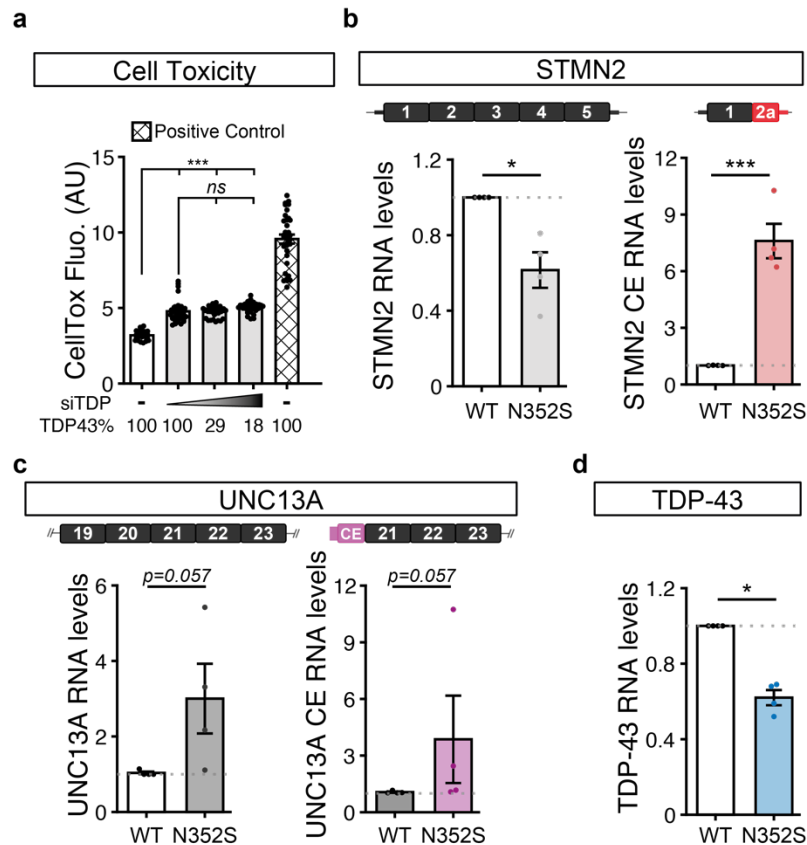 a
Cell Toxicity
Positive Control
CellTox Fluo. (AU)
15
10
5
0
***
ns
siTDP - -
TDP43% 100 100 29 18 100
b
STMN2
1 2 3 4 5
STMN2 RNA levels
1.2
0.8
0.4
0
*
WT N352S
1 2a
STMN2 CE RNA levels
12
9
6
3
0
***
WT N352S
c
UNC13A
19 20 21 22 23
UNC13A RNA levels
6
4
2
0
p=0.057
WT N352S
CE 21 22 23
UNC13A CE RNA levels
12
9
6
3
0
p=0.057
WT N352S
d
TDP-43
TDP-43 RNA levels
1.2
0.8
0.4
0
*
WT N352S